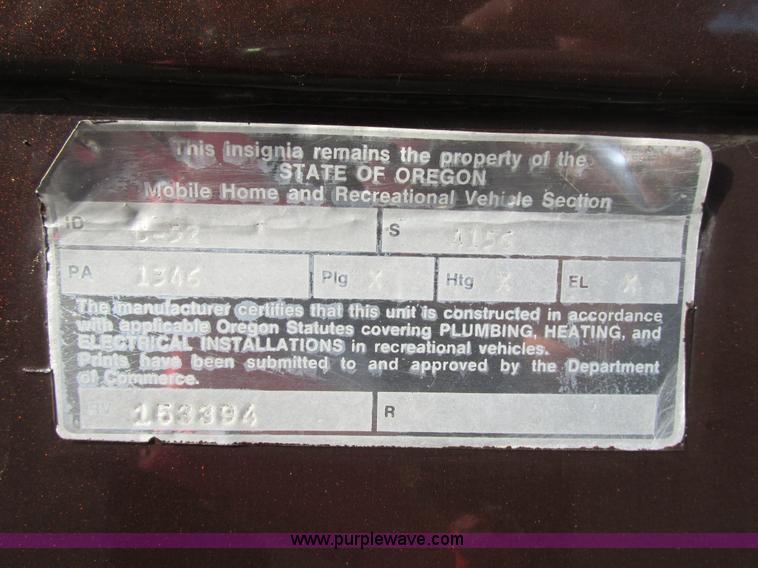 This insignia remains the property of the
STATE OF OREGON
Mobile Home and Recreational Vehicle Section
ID S
PA 1346 Plg X Htg X EL X
The manufacturer certifies that this unit is constructed in accordance
with applicable Oregon Statutes covering PLUMBING, HEATING, and
ELECTRICAL INSTALLATIONS in recreational vehicles.
Prints have been submitted to and approved by the Department
of Commerce.
153394 R
www.purplewave.com